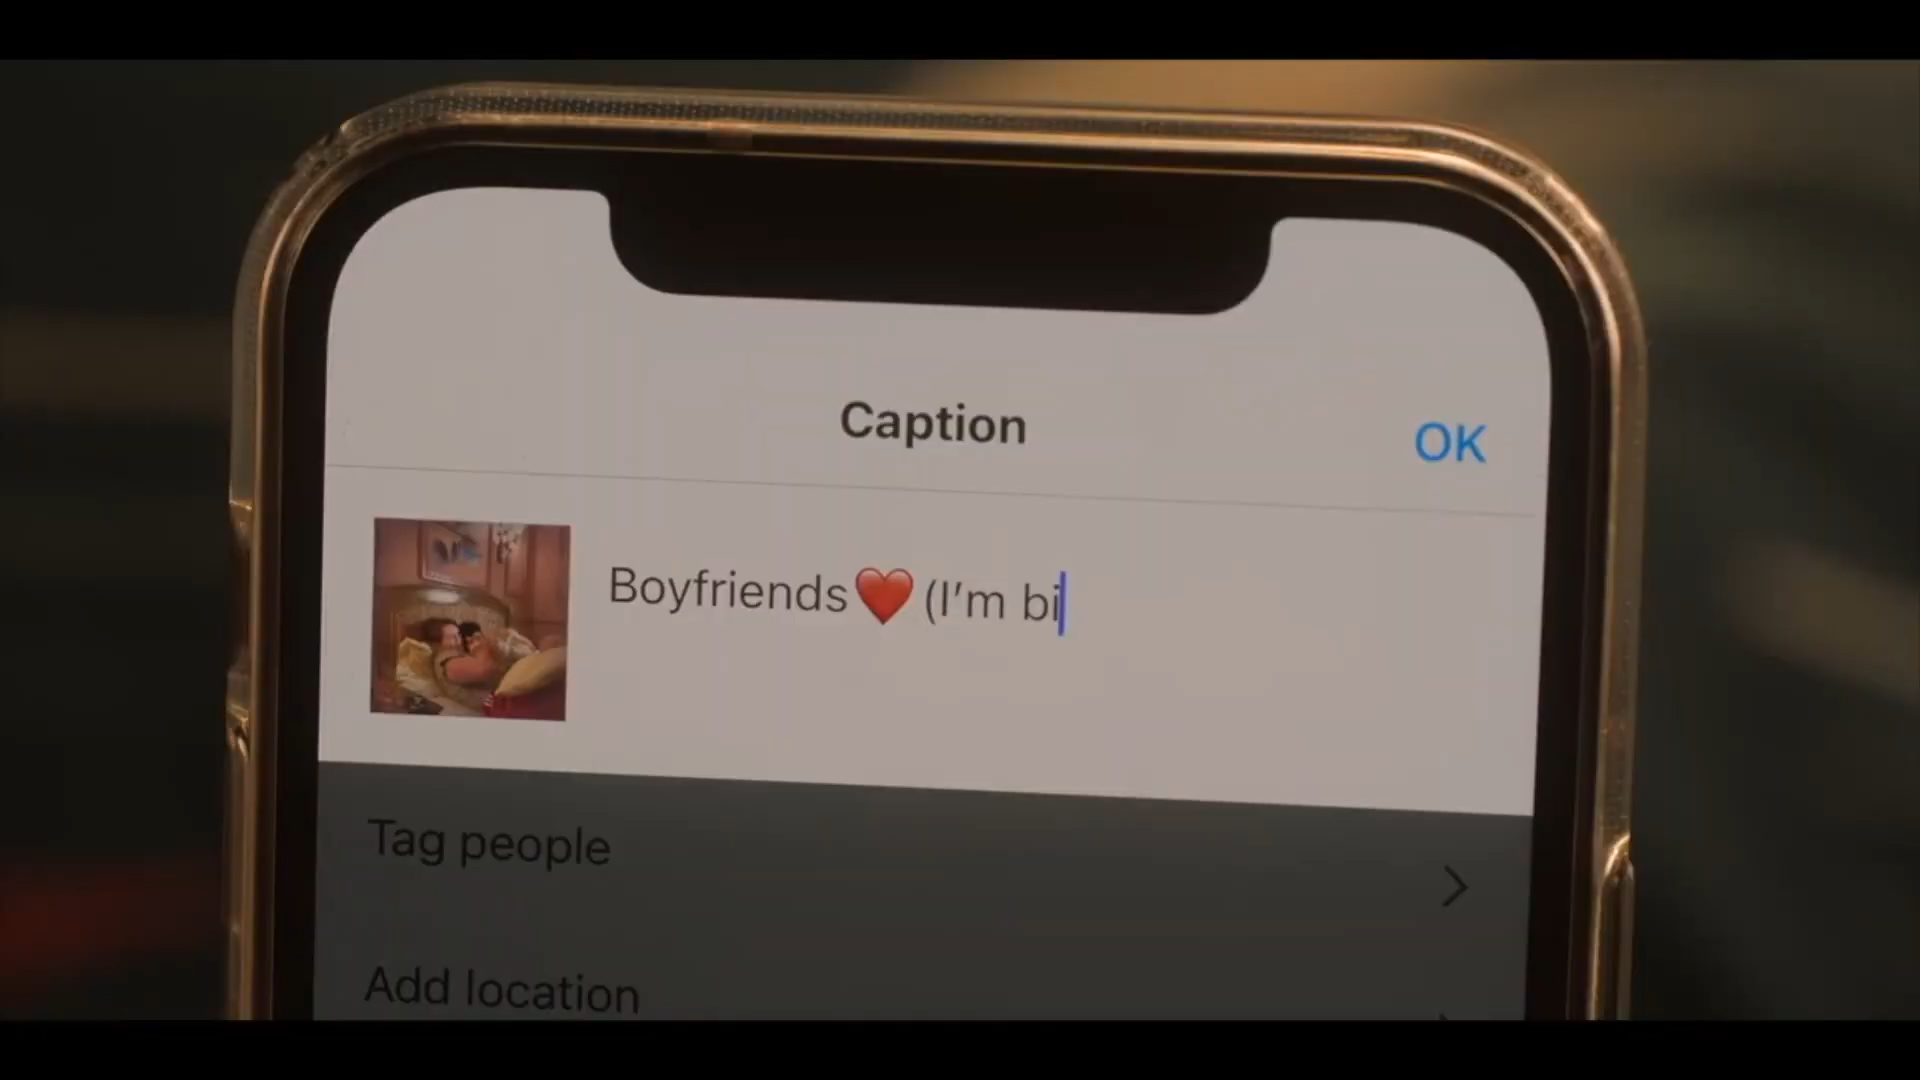 Caption
OK
Boyfriends❤️ (I'm bi
Tag people
Add location